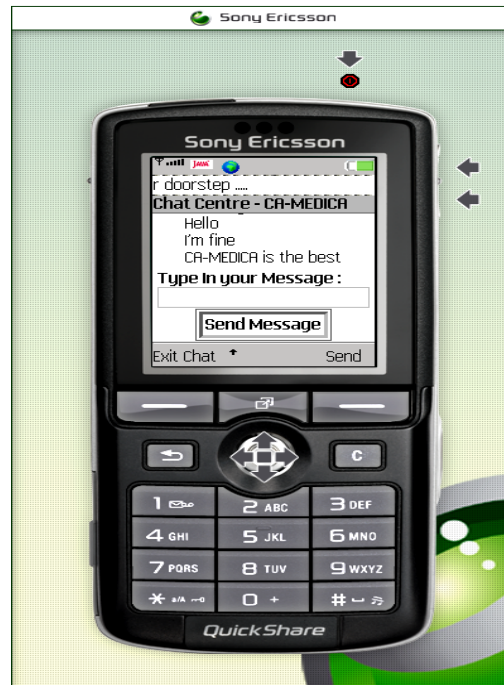 Sony Ericsson
Sony Ericsson
r doorstep .....
Chat Centre - CA-MEDICA
Hello
I'm fine
CA-MEDICA is the best
Type In your Message :
Send Message
Exit Chat Send
C
1
2 ABC
3 DEF
4 GHI
5 JKL
6 MNO
7 PQRS
8 TUV
9 WXYZ
* a/A
0 +
#
QuickShare